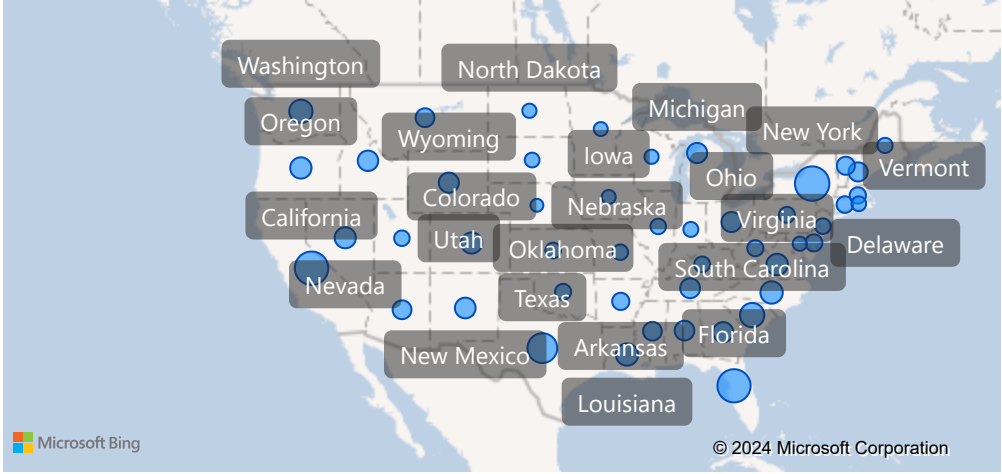 Washington
North Dakota
Michigan
Oregon
New York
Wyoming
Iowa
Vermont
Ohio
Colorado
Nebraska
California
Virginia
Utah
Oklahoma
Delaware
South Carolina
Nevada
Texas
Florida
New Mexico
Arkansas
Louisiana
Microsoft Bing
© 2024 Microsoft Corporation